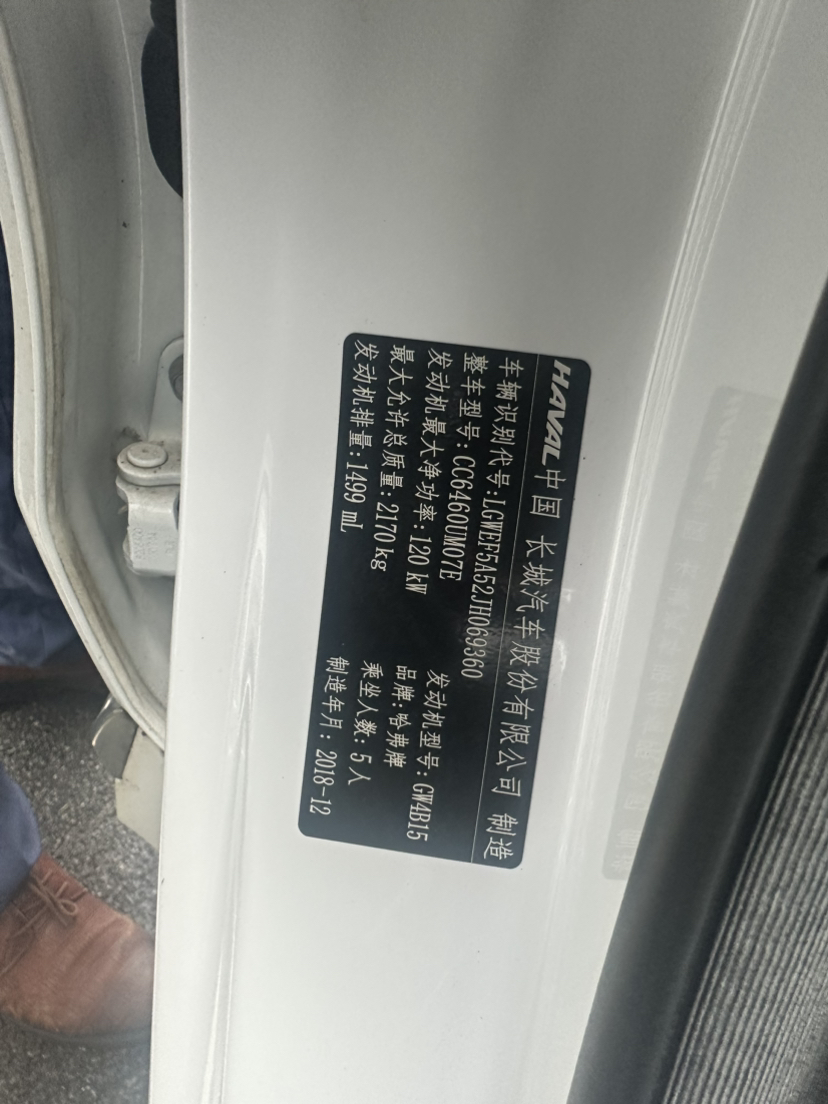 HAVAL 中国 长城汽车股份有限公司 制造
车辆识别代号:LGWEF5A52JH069360
整车型号:CC6460UM07E 发动机型号:GW4B15
发动机最大净功率:120 kW 品牌:哈弗牌
最大允许总质量:2170 kg 乘坐人数:5人
发动机排量:1499 mL 制造年月:2018-12